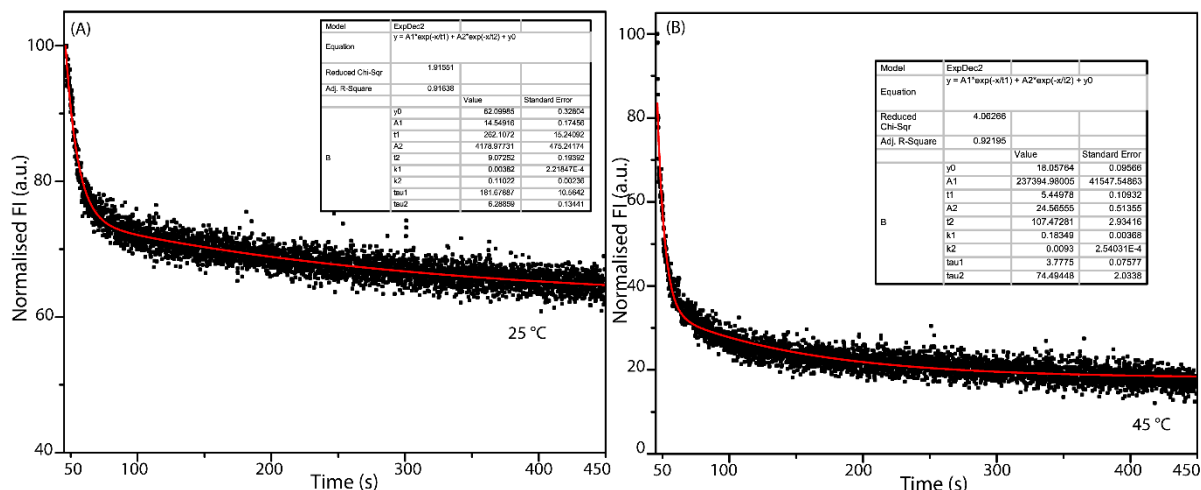 (A)
Model ExpDec2
Equation y = A1*exp(-x/t1) + A2*exp(-x/t2) + y0
Reduced Chi-Sqr 1.91551
Adj. R-Square 0.91638
Value Standard Error
y0 62.09985 0.32804
A1 14.54916 0.17456
t1 262.1072 15.24092
A2 4178.97731 475.24174
B t2 9.07252 0.19392
k1 0.00382 2.21847E-4
k2 0.11022 0.00236
tau1 181.67887 10.5642
tau2 6.28859 0.13441
Normalised FI (a.u.)
100
80
60
40
25 °C
50 100 200 300 400 450
Time (s)
(B)
Model ExpDec2
Equation y = A1*exp(-x/t1) + A2*exp(-x/t2) + y0
Reduced
Chi-Sqr 4.06266
Adj. R-Square 0.92195
Value Standard Error
y0 18.05764 0.09566
A1 237394.98005 41547.54863
t1 5.44978 0.10932
A2 24.56555 0.51355
B t2 107.47281 2.93416
k1 0.18349 0.00368
k2 0.0093 2.54031E-4
tau1 3.7775 0.07577
tau2 74.49448 2.0338
Normalised FI (a.u.)
100
80
60
40
20
0
45 °C
50 100 200 300 400 450
Time (s)